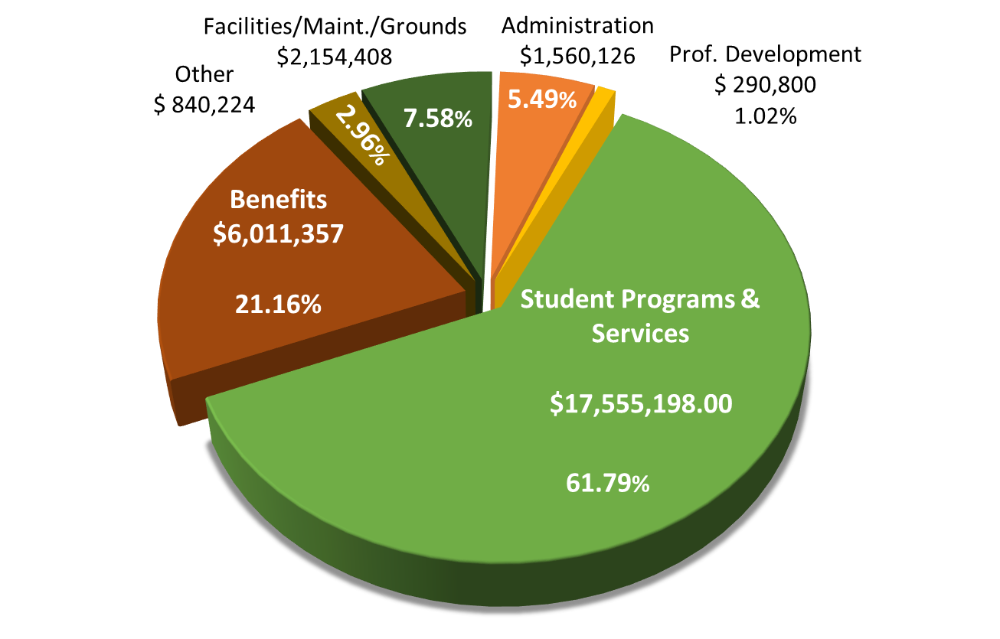 Facilities/Maint./Grounds
$2,154,408
Administration
$1,560,126
Prof. Development
$ 290,800
1.02%
Other
$ 840,224
5.49%
7.58%
2.96%
Benefits
$6,011,357
21.16%
Student Programs &
Services
$17,555,198.00
61.79%